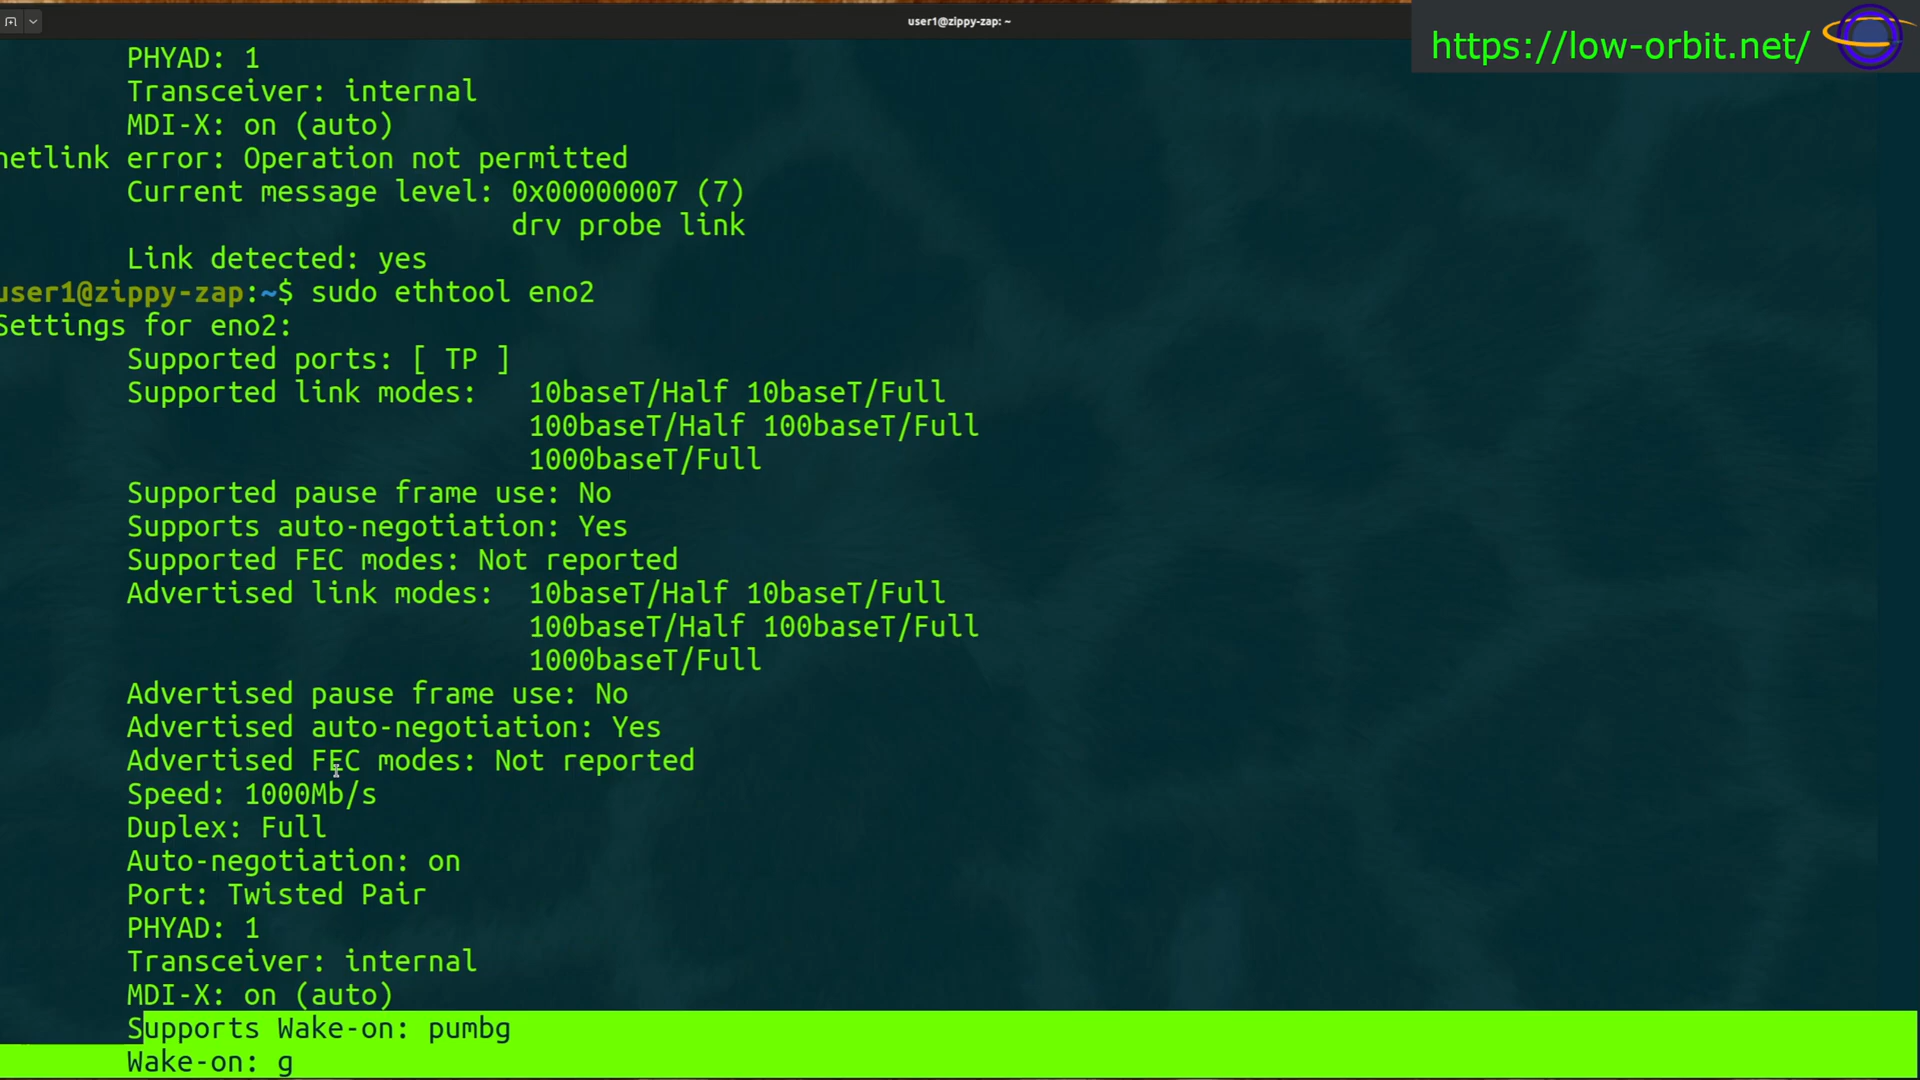 user1@zippy-zap: ~
https://low-orbit.net/
PHYAD: 1
Transceiver: internal
MDI-X: on (auto)
netlink error: Operation not permitted
Current message level: 0x00000007 (7)
drv probe link
Link detected: yes
user1@zippy-zap:~$ sudo ethtool eno2
Settings for eno2:
Supported ports: [ TP ]
Supported link modes: 10baseT/Half 10baseT/Full
100baseT/Half 100baseT/Full
1000baseT/Full
Supported pause frame use: No
Supports auto-negotiation: Yes
Supported FEC modes: Not reported
Advertised link modes: 10baseT/Half 10baseT/Full
100baseT/Half 100baseT/Full
1000baseT/Full
Advertised pause frame use: No
Advertised auto-negotiation: Yes
Advertised FEC modes: Not reported
Speed: 1000Mb/s
Duplex: Full
Auto-negotiation: on
Port: Twisted Pair
PHYAD: 1
Transceiver: internal
MDI-X: on (auto)
Supports Wake-on: pumbg
Wake-on: g